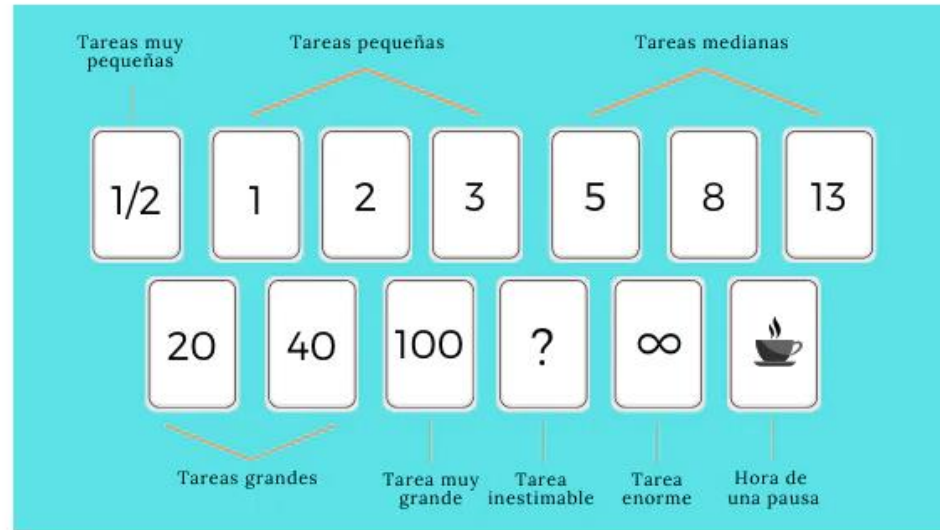 Tareas muy
pequeñas
Tareas pequeñas
Tareas medianas
1/2
1
2
3
5
8
13
20
40
100
?
∞
Tareas grandes
Tarea muy
grande
Tarea
inestimable
Tarea
enorme
Hora de
una pausa